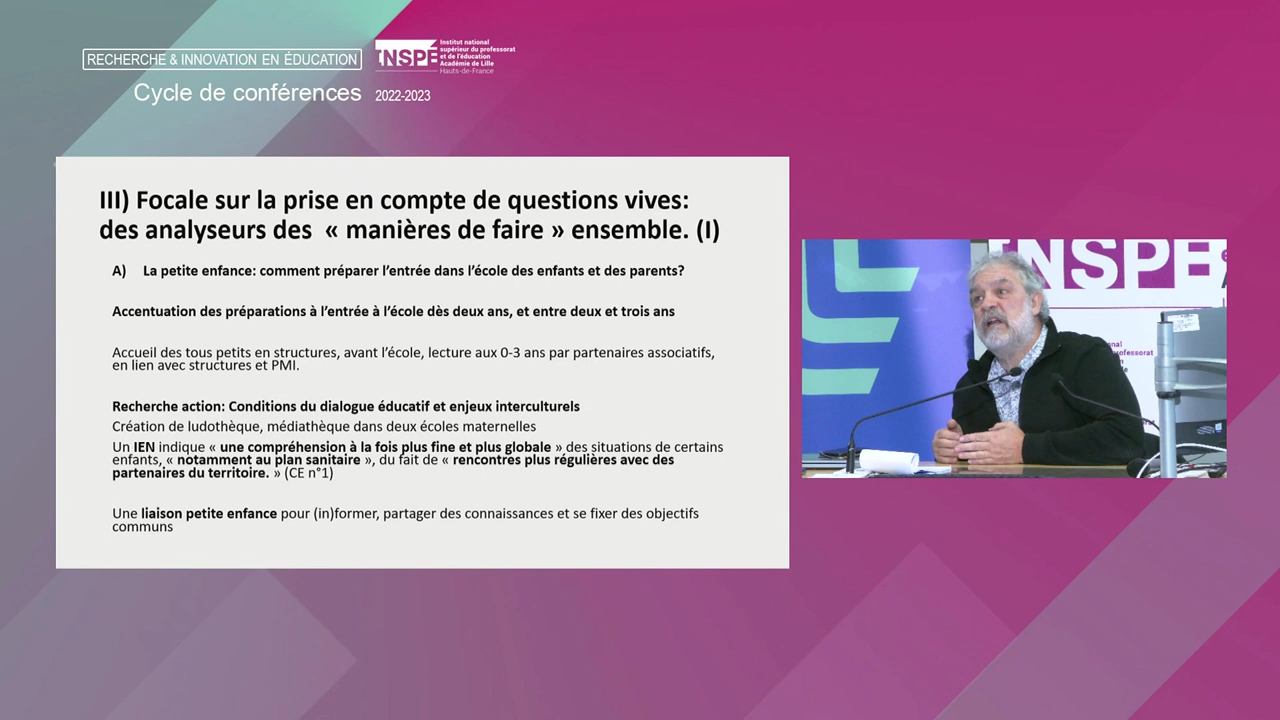 RECHERCHE & INNOVATION EN ÉDUCATION
INSPÉ
Institut national
supérieur du professorat
et de l'éducation
Académie de Lille
Hauts-de-France
Cycle de conférences 2022-2023
III) Focale sur la prise en compte de questions vives:
des analyseurs des « manières de faire » ensemble. (I)
A) La petite enfance: comment préparer l'entrée dans l'école des enfants et des parents?
Accentuation des préparations à l'entrée à l'école dès deux ans, et entre deux et trois ans
Accueil des tous petits en structures, avant l'école, lecture aux 0-3 ans par partenaires associatifs,
en lien avec structures et PMI.
Recherche action: Conditions du dialogue éducatif et enjeux interculturels
Création de ludothèque, médiathèque dans deux écoles maternelles
Un IEN indique « une compréhension à la fois plus fine et plus globale » des situations de certains
enfants, « notamment au plan sanitaire », du fait de « rencontres plus régulières avec des
partenaires du territoire. » (CE n°1)
Une liaison petite enfance pour (in)former, partager des connaissances et se fixer des objectifs
communs
INSPÉ